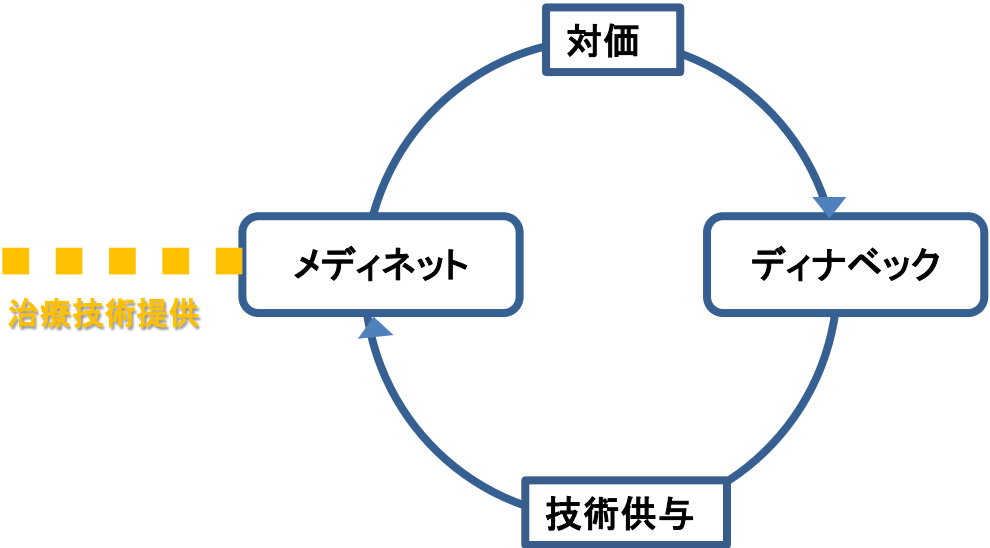 対価
メディネット
ディナベック
治療技術提供
技術供与